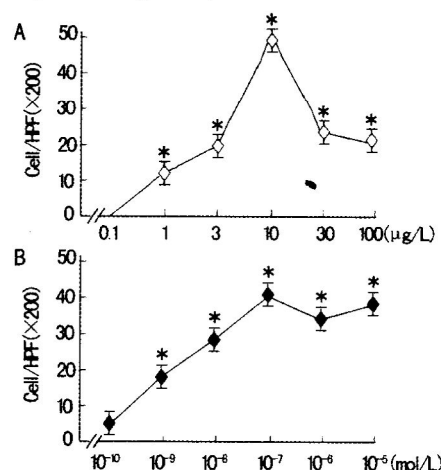 A
Cell/HPF(×200)
50
40
30
20
10
0
* * * * *
0.1 1 3 10 30 100(μg/L)
B
Cell/HPF(×200)
50
40
30
20
10
0
* * * * *
10⁻¹⁰ 10⁻⁹ 10⁻⁸ 10⁻⁷ 10⁻⁶ 10⁻⁵(mol/L)